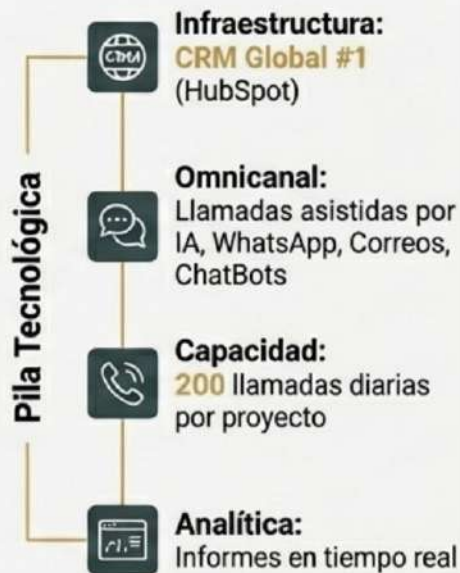 Pila Tecnológica
Infraestructura:
CRM Global #1
(HubSpot)
Omnicanal:
Llamadas asistidas por
IA, WhatsApp, Correos,
ChatBots
Capacidad:
200 llamadas diarias
por proyecto
Analítica:
Informes en tiempo real